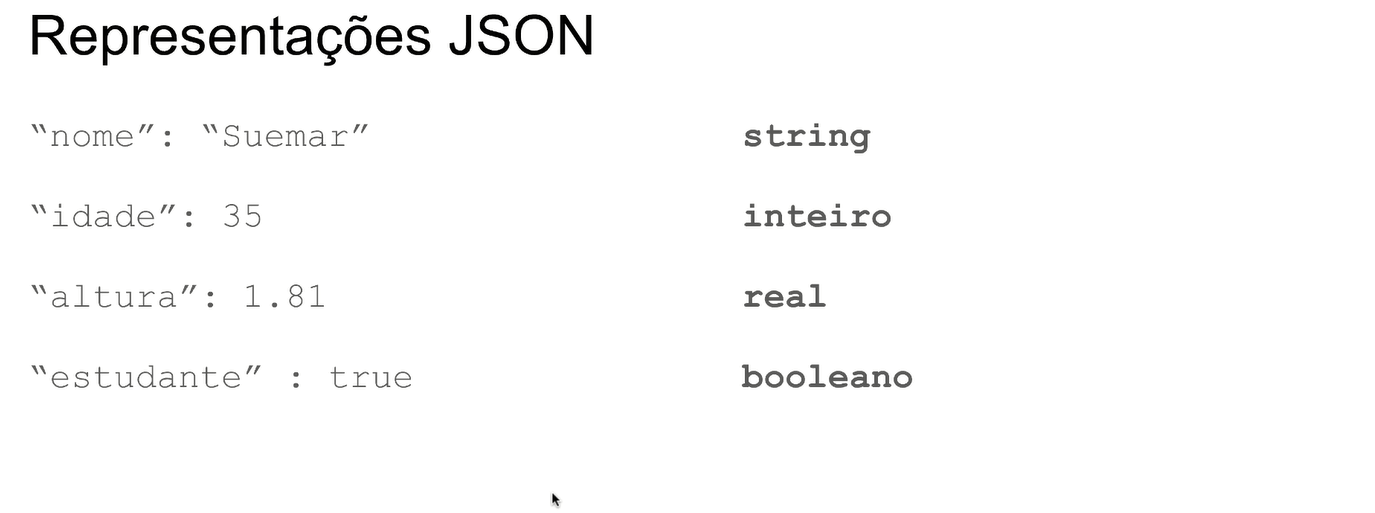 Representações JSON
“nome”: “Suemar” string
“idade”: 35 inteiro
“altura”: 1.81 real
“estudante” : true booleano